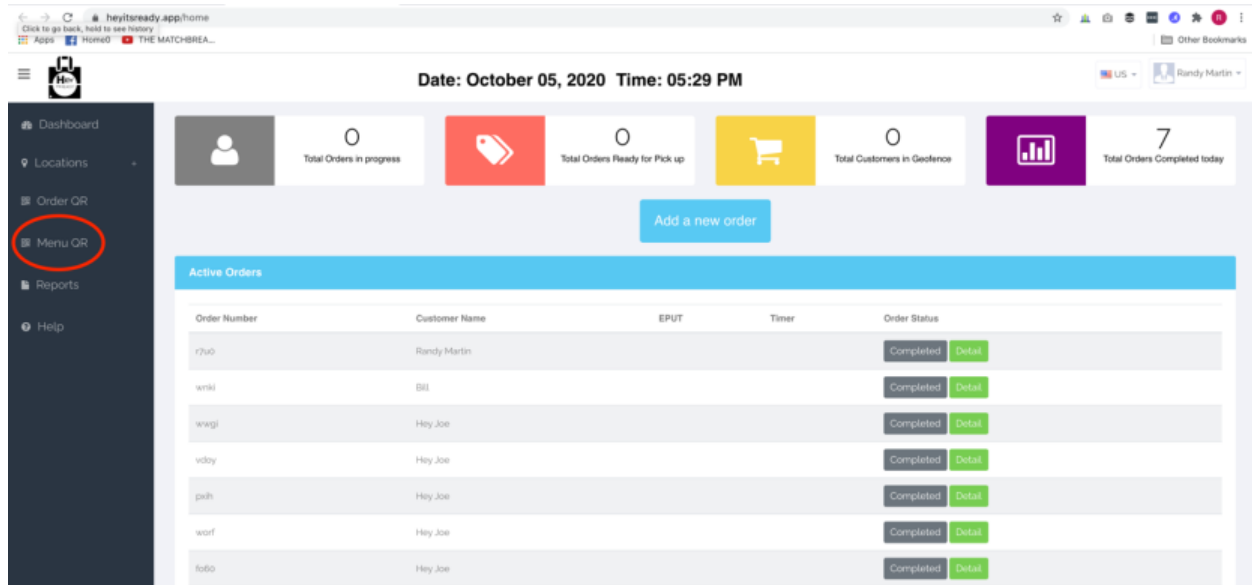 heyitsready.app/home
Click to go back, hold to see history
Apps Home0 THE MATCHBREA... Other Bookmarks
HEY
Date: October 05, 2020 Time: 05:29 PM
US Randy Martin
Dashboard
Locations +
Order QR
Menu QR
Reports
Help
0
Total Orders in progress
0
Total Orders Ready for Pick up
0
Total Customers in Geofence
7
Total Orders Completed today
Add a new order
Active Orders
Order Number Customer Name EPUT Timer Order Status
r7u0 Randy Martin Completed Detail
wnki Bill Completed Detail
wwgi Hey Joe Completed Detail
vdoy Hey Joe Completed Detail
pxih Hey Joe Completed Detail
worf Hey Joe Completed Detail
fo60 Hey Joe Completed Detail